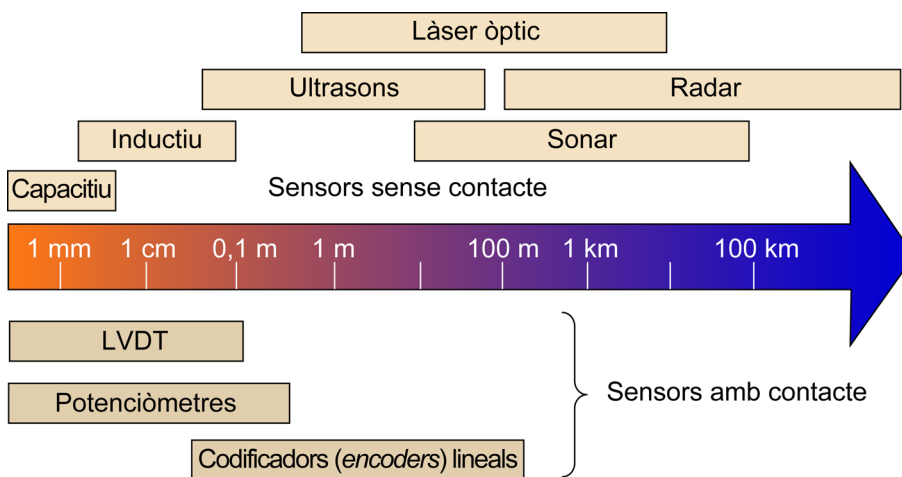 Làser òptic
Ultrasons
Radar
Inductiu
Sonar
Capacitiu
Sensors sense contacte
1 mm 1 cm 0,1 m 1 m 100 m 1 km 100 km
LVDT
Potenciòmetres
Sensors amb contacte
Codificadors (encoders) lineals